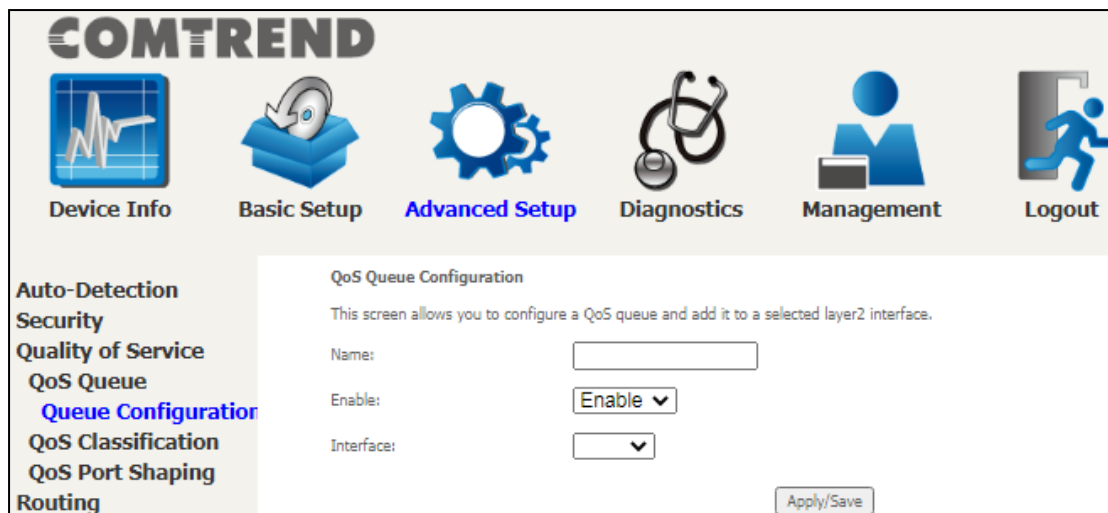 COMTREND
Device Info Basic Setup Advanced Setup Diagnostics Management Logout
Auto-Detection
Security
Quality of Service
QoS Queue
Queue Configuration
QoS Classification
QoS Port Shaping
Routing
QoS Queue Configuration
This screen allows you to configure a QoS queue and add it to a selected layer2 interface.
Name:
Enable: Enable
Interface:
Apply/Save